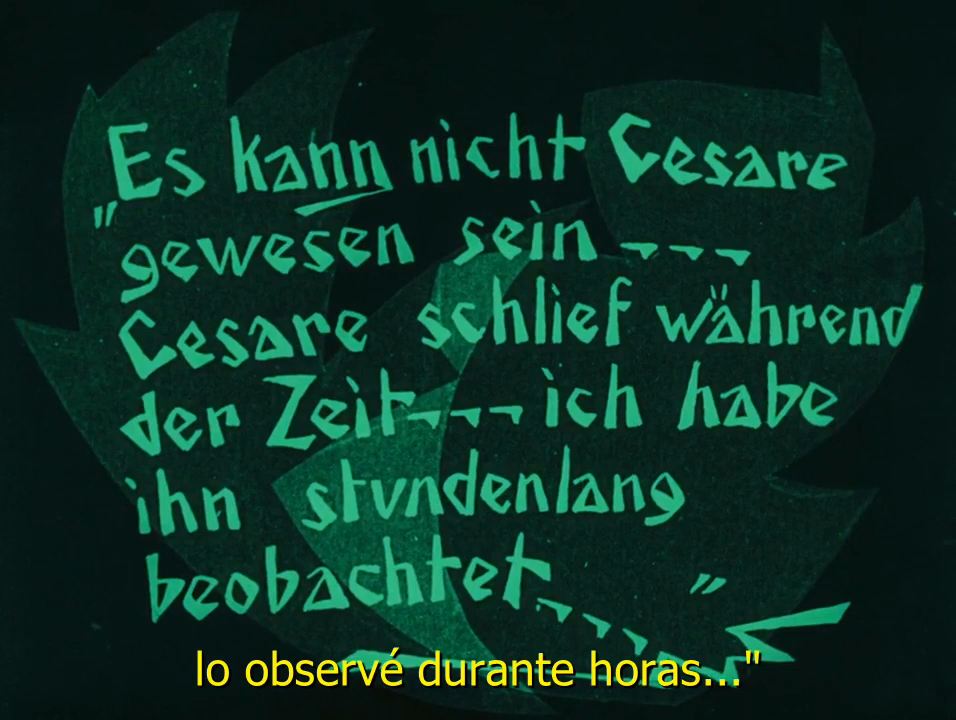 „Es kann nicht Cesare
gewesen sein ---
Cesare schlief während
der Zeit --- ich habe
ihn stundenlang
beobachtet ---- "
lo observé durante horas..."